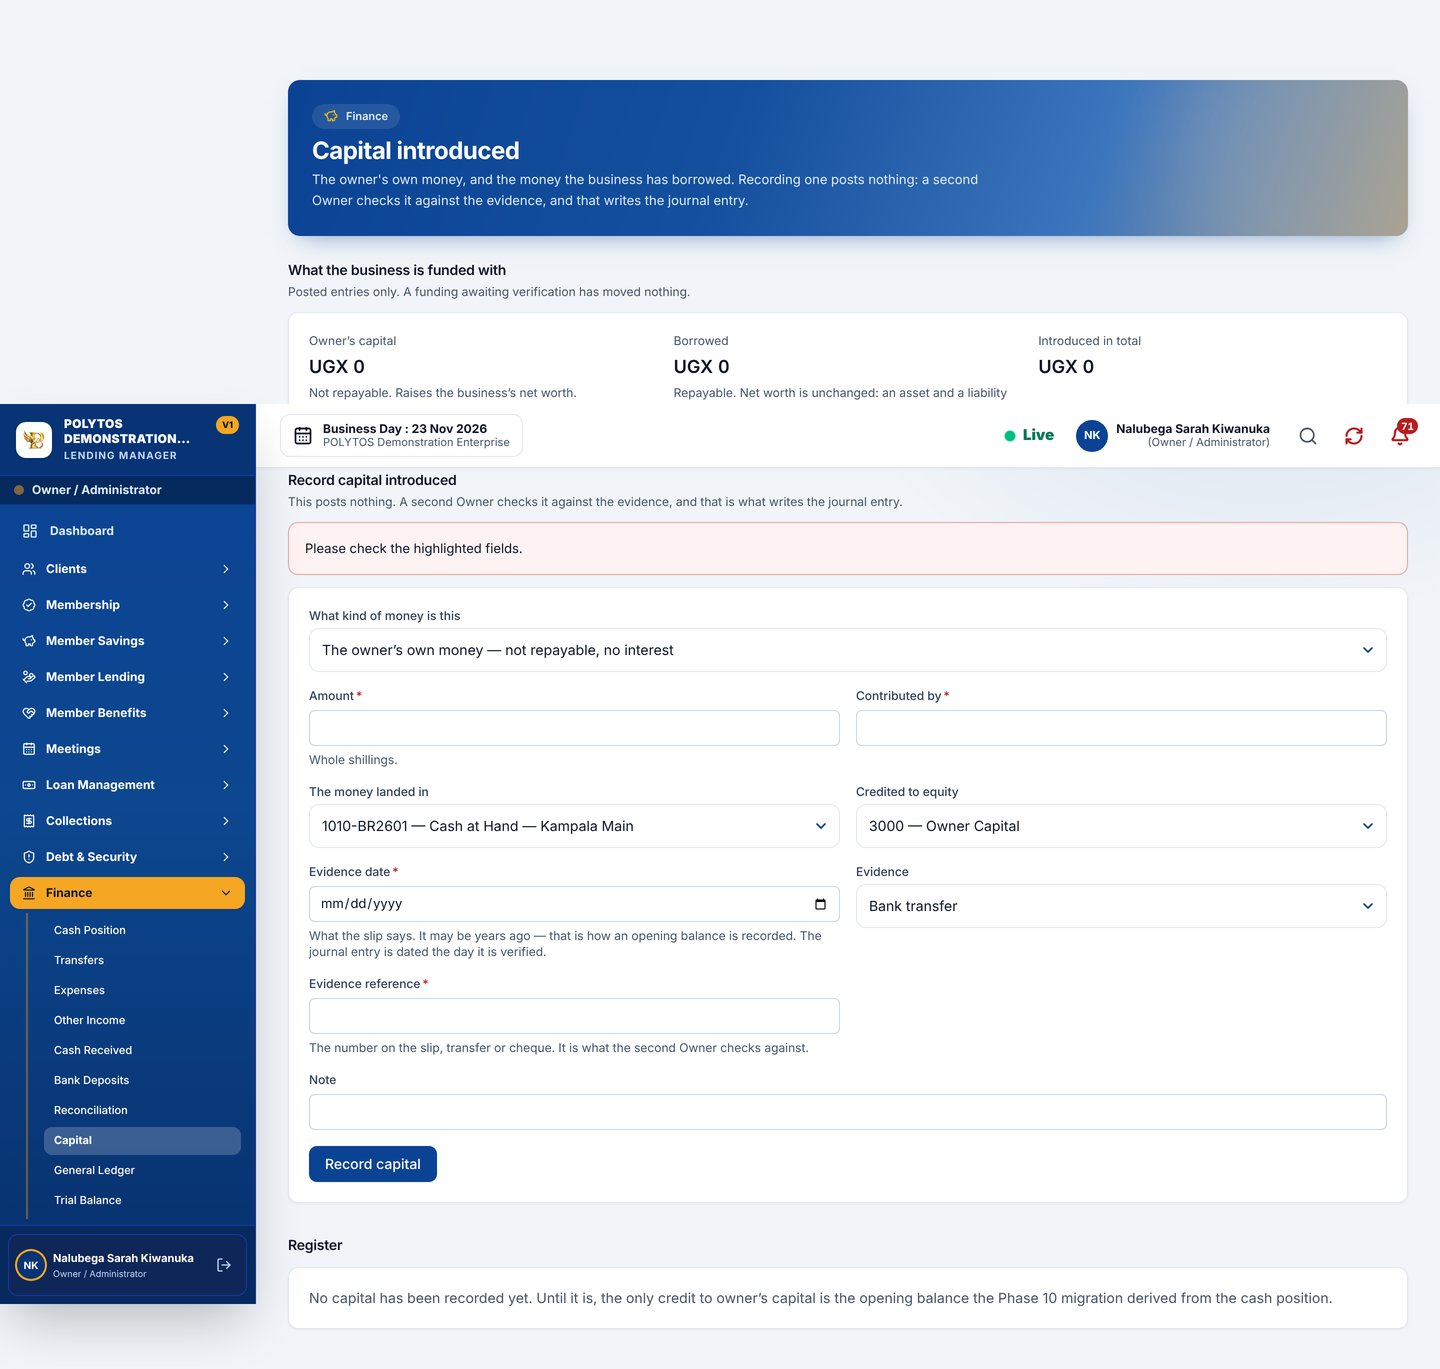 Finance
Capital introduced
The owner's own money, and the money the business has borrowed. Recording one posts nothing: a second
Owner checks it against the evidence, and that writes the journal entry.
What the business is funded with
Posted entries only. A funding awaiting verification has moved nothing.
Owner’s capital
UGX 0
Not repayable. Raises the business’s net worth.
Borrowed
UGX 0
Repayable. Net worth is unchanged: an asset and a liability
Introduced in total
UGX 0
POLYTOS
DEMONSTRATION...
LENDING MANAGER
V1
Owner / Administrator
Dashboard
Clients
Membership
Member Savings
Member Lending
Member Benefits
Meetings
Loan Management
Collections
Debt & Security
Finance
Cash Position
Transfers
Expenses
Other Income
Cash Received
Bank Deposits
Reconciliation
Capital
General Ledger
Trial Balance
NK
Nalubega Sarah Kiwanuka
Owner / Administrator
Business Day : 23 Nov 2026
POLYTOS Demonstration Enterprise
Live
NK
Nalubega Sarah Kiwanuka
(Owner / Administrator)
71
Record capital introduced
This posts nothing. A second Owner checks it against the evidence, and that is what writes the journal entry.
Please check the highlighted fields.
What kind of money is this
The owner’s own money — not repayable, no interest
Amount *
Whole shillings.
Contributed by *
The money landed in
1010-BR2601 — Cash at Hand — Kampala Main
Credited to equity
3000 — Owner Capital
Evidence date *
mm/dd/yyyy
What the slip says. It may be years ago — that is how an opening balance is recorded. The
journal entry is dated the day it is verified.
Evidence
Bank transfer
Evidence reference *
The number on the slip, transfer or cheque. It is what the second Owner checks against.
Note
Record capital
Register
No capital has been recorded yet. Until it is, the only credit to owner’s capital is the opening balance the Phase 10 migration derived from the cash position.